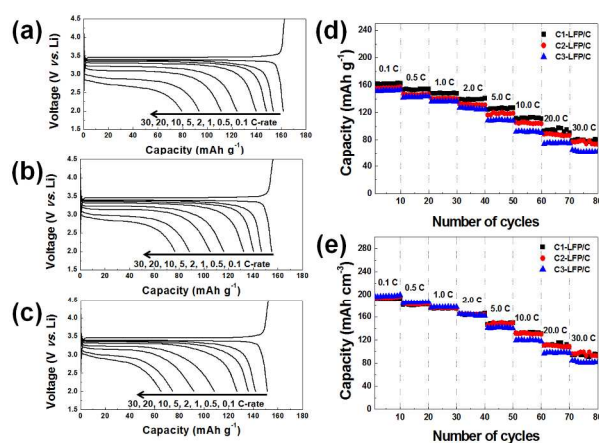 (a)
4.5
4.0
3.5
3.0
2.5
2.0
1.5
Voltage (V vs. Li)
30, 20, 10, 5, 2, 1, 0.5, 0.1 C-rate
0 20 40 60 80 100 120 140 160 180
Capacity (mAh g⁻¹)
(b)
4.5
4.0
3.5
3.0
2.5
2.0
1.5
Voltage (V vs. Li)
30, 20, 10, 5, 2, 1, 0.5, 0.1 C-rate
0 20 40 60 80 100 120 140 160 180
Capacity (mAh g⁻¹)
(c)
4.5
4.0
3.5
3.0
2.5
2.0
1.5
Voltage (V vs. Li)
30, 20, 10, 5, 2, 1, 0.5, 0.1 C-rate
0 20 40 60 80 100 120 140 160 180
Capacity (mAh g⁻¹)
(d)
240
200
160
120
80
40
0
Capacity (mAh g⁻¹)
C1-LFP/C
C2-LFP/C
C3-LFP/C
0.1 C
0.5 C
1.0 C
2.0 C
5.0 C
10.0 C
20.0 C
30.0 C
10 20 30 40 50 60 70 80
Number of cycles
(e)
280
240
200
160
120
80
40
0
Capacity (mAh cm⁻³)
C1-LFP/C
C2-LFP/C
C3-LFP/C
0.1 C
0.5 C
1.0 C
2.0 C
5.0 C
10.0 C
20.0 C
30.0 C
10 20 30 40 50 60 70 80
Number of cycles